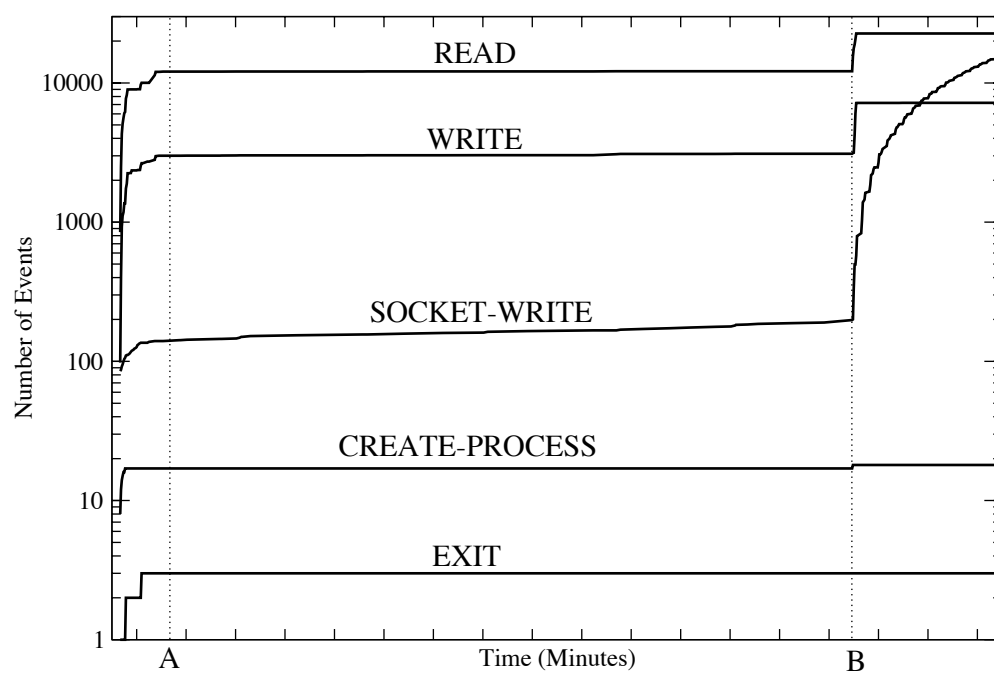 READ
10000
WRITE
1000
Number of Events
SOCKET-WRITE
100
CREATE-PROCESS
10
EXIT
1
A
Time (Minutes)
B